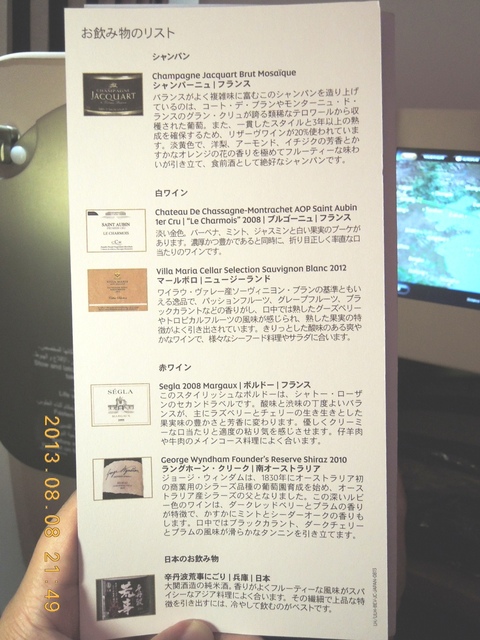 お飲み物のリスト
シャンパン
CHAMPAGNE
JACQUART
Champagne Jacquart Brut Mosaïque
シャンパーニュ | フランス
バランスがよく複雑味に富むこのシャンパンを造り上げ
ているのは、コート・デ・ブランやモンターニュ・ド・
ランスのグラン・クリュが誇る類稀なテロワールから収
穫された葡萄。また、一貫したスタイルと3年以上の熟
成を確保するため、リザーヴワインが20%使われていま
す。淡黄色で、洋梨、アーモンド、イチジクの芳香とか
すかなオレンジの花の香りを極めてフルーティーな味わ
いが引き立て、食前酒として絶好なシャンパンです。
白ワイン
SAINT AUBIN
LE CHARMOIS
Chateau De Chassagne-Montrachet AOP Saint Aubin
1er Cru | "Le Charmois" 2008 | ブルゴーニュ | フランス
淡い金色、バーベナ、ミント、ジャスミンと白い果実のブーケが
あります。濃厚かつ豊かであると同時に、折り目正しく率直な口
当たりのワインです。
Villa Maria Cellar Selection Sauvignon Blanc 2012
マールボロ | ニュージーランド
ワイラウ・ヴァレー産ソーヴィニヨン・ブランの基準ともいえ
る逸品で、パッションフルーツ、グレープフルーツ、ブラ
ックカラントなどの香りがし、口中では熟したグーズベリー
やトロピカルフルーツの風味が感じられ、熟した果実の特
徴がよく引き出されています。きりっとした酸味のある爽や
かなワインで、様々なシーフード料理やサラダに合います。
赤ワイン
SÉGLA
Segla 2008 Margaux | ボルドー | フランス
このスタイリッシュなボルドーは、シャトー・ローザ
ンのセカンドラベルです。酸味と渋味の丁度よいバラ
ンスが、主にラズベリーとチェリーの生き生きとした
果実味の豊かさと芳香に変わります。優しくクリーミ
ーな口当たりと適度の粘り気を感じさせます。仔羊肉
や牛肉のメインコース料理によく合います。
George Wyndham Founder's Reserve Shiraz 2010
ラングホーン・クリーク | 南オーストラリア
ジョージ・ウィンダムは、1830年にオーストラリア初
の商業用のシラーズ品種の葡萄園育成を始め、オース
トラリア産シラーズの父となりました。この深いルビ
ー色のワインは、ダークレッドベリーとプラムの香り
が特徴で、かすかにミントとシーダーオークの香りも
します。口中ではブラックカラント、ダークチェリー
とプラムの風味が滑らかなタンニンを引き立てます。
日本のお飲み物
荒事
辛丹波荒事にごり | 兵庫 | 日本
大関酒造の純米酒。香りがよくフルーティーな風味がスパ
イシーなアジア料理によく合います。その繊細で上品な特
徴を引き出すには、冷やして飲むのがベストです。
2013.08.08 21:49